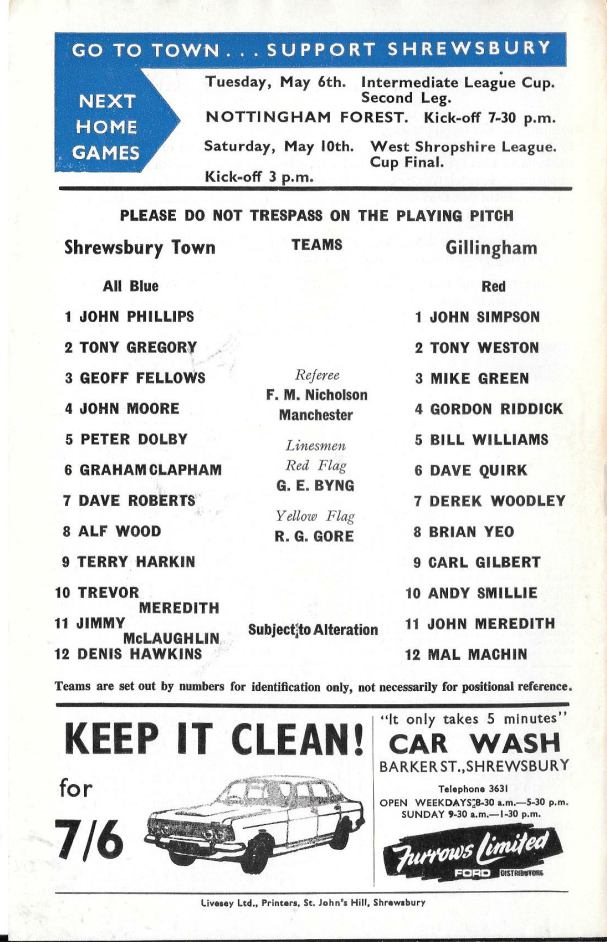 GO TO TOWN... SUPPORT SHREWSBURY
NEXT
HOME
GAMES
Tuesday, May 6th. Intermediate League Cup.
Second Leg.
NOTTINGHAM FOREST. Kick-off 7-30 p.m.
Saturday, May 10th. West Shropshire League.
Cup Final.
Kick-off 3 p.m.
PLEASE DO NOT TRESPASS ON THE PLAYING PITCH
Shrewsbury Town
All Blue
1 JOHN PHILLIPS
2 TONY GREGORY
3 GEOFF FELLOWS
4 JOHN MOORE
5 PETER DOLBY
6 GRAHAM CLAPHAM
7 DAVE ROBERTS
8 ALF WOOD
9 TERRY HARKIN
10 TREVOR
MEREDITH
11 JIMMY
McLAUGHLIN
12 DENIS HAWKINS
TEAMS
Referee
F. M. Nicholson
Manchester
Linesmen
Red Flag
G. E. BYNG
Yellow Flag
R. G. GORE
Subject to Alteration
Gillingham
Red
1 JOHN SIMPSON
2 TONY WESTON
3 MIKE GREEN
4 GORDON RIDDICK
5 BILL WILLIAMS
6 DAVE QUIRK
7 DEREK WOODLEY
8 BRIAN YEO
9 CARL GILBERT
10 ANDY SMILLIE
11 JOHN MEREDITH
12 MAL MACHIN
Teams are set out by numbers for identification only, not necessarily for positional reference.
KEEP IT CLEAN!
for
7/6
"It only takes 5 minutes"
CAR WASH
BARKER ST., SHREWSBURY
Telephone 3631
OPEN WEEKDAYS 8-30 a.m.—5-30 p.m.
SUNDAY 9-30 a.m.—1-30 p.m.
Furrows Limited
FORD DISTRIBUTORS
Livesey Ltd., Printers, St. John's Hill, Shrewsbury